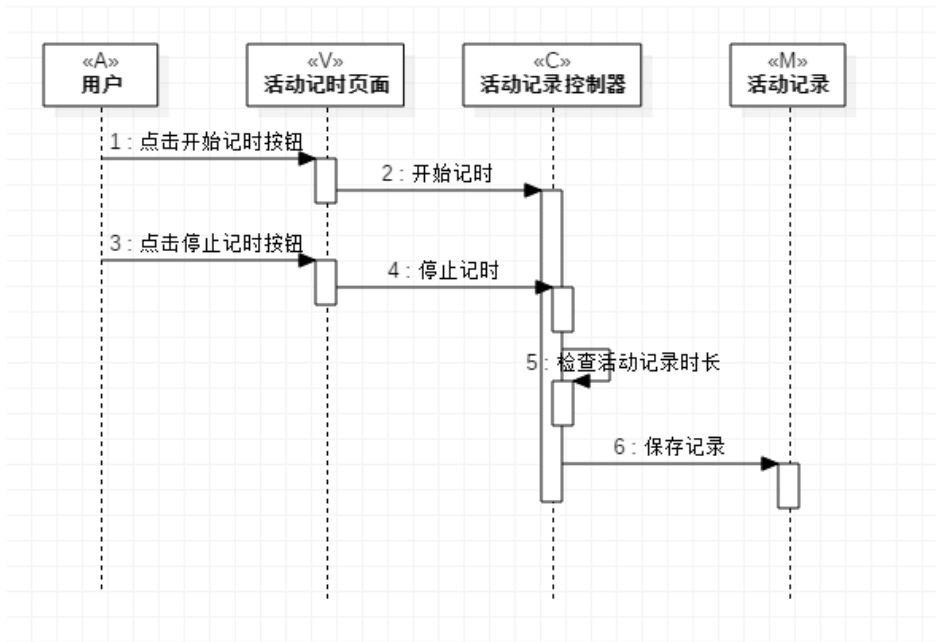 «A»
用户
«V»
活动记时页面
«C»
活动记录控制器
«M»
活动记录
1 : 点击开始记时按钮
2 : 开始记时
3 : 点击停止记时按钮
4 : 停止记时
5 : 检查活动记录时长
6 : 保存记录